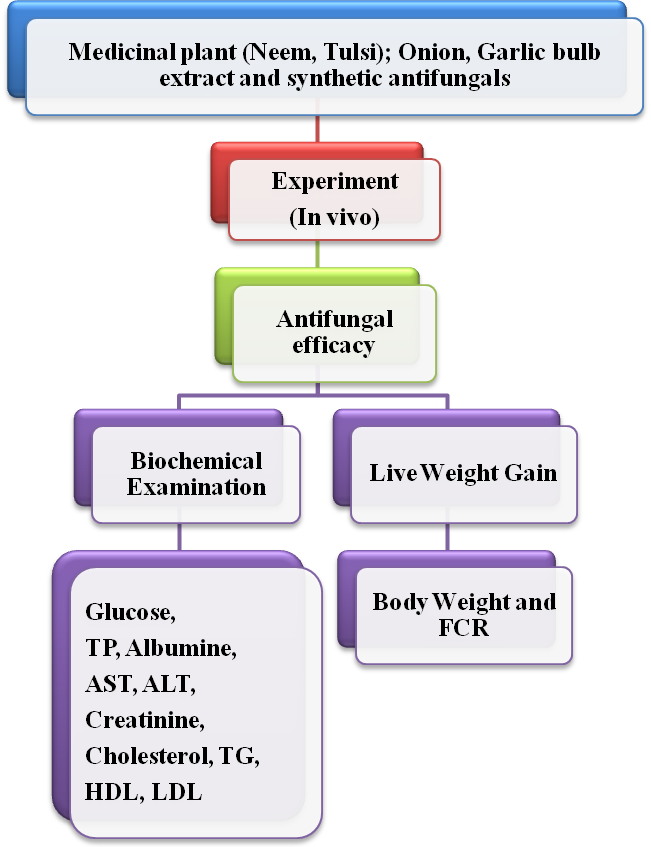 Medicinal plant (Neem, Tulsi); Onion, Garlic bulb
extract and synthetic antifungals
Experiment
(In vivo)
Antifungal
efficacy
Biochemical
Examination
Live Weight Gain
Glucose,
TP, Albumine,
AST, ALT,
Creatinine,
Cholesterol, TG,
HDL, LDL
Body Weight and
FCR